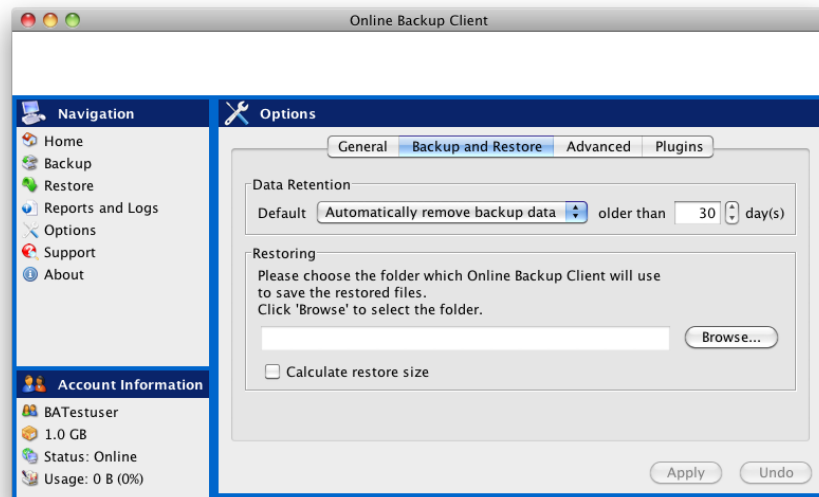 Online Backup Client
Navigation
Home
Backup
Restore
Reports and Logs
Options
Support
About
Account Information
BATestuser
1.0 GB
Status: Online
Usage: 0 B (0%)
Options
General Backup and Restore Advanced Plugins
Data Retention
Default Automatically remove backup data older than 30 day(s)
Restoring
Please choose the folder which Online Backup Client will use
to save the restored files.
Click 'Browse' to select the folder.
Browse...
Calculate restore size
Apply Undo